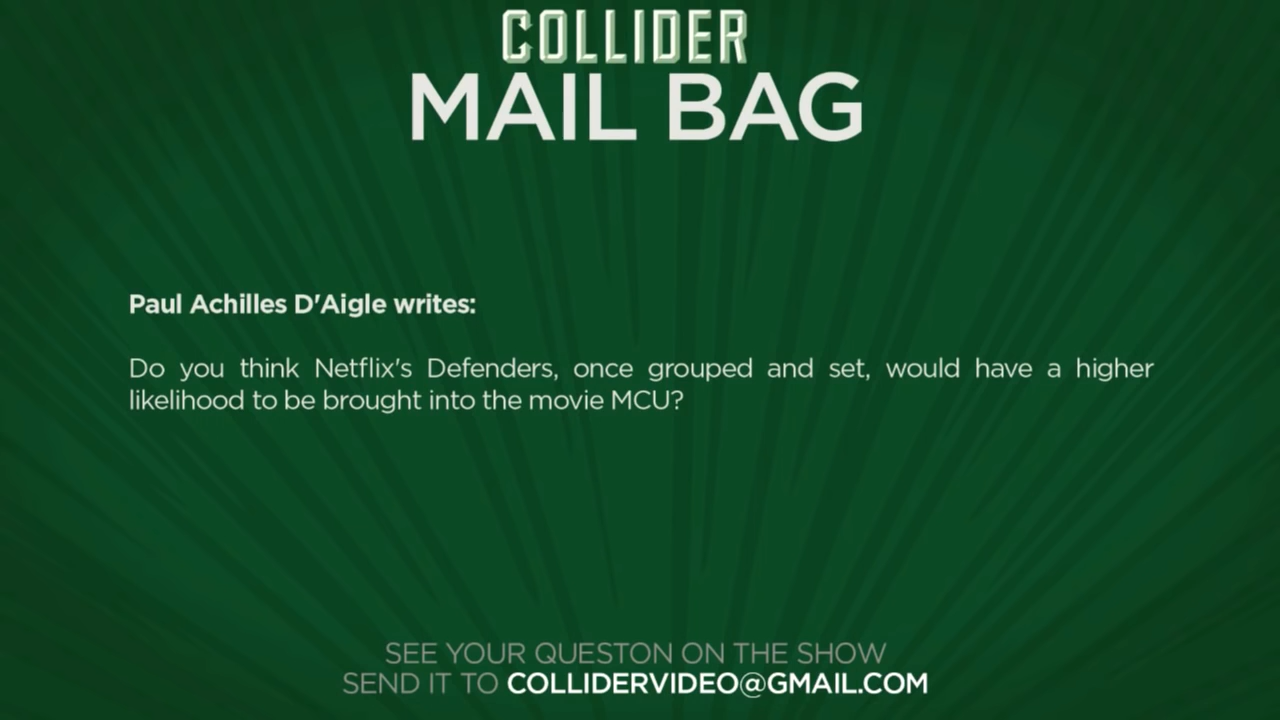 COLLIDER
MAIL BAG
Paul Achilles D'Aigle writes:
Do you think Netflix's Defenders, once grouped and set, would have a higher
likelihood to be brought into the movie MCU?
SEE YOUR QUESTON ON THE SHOW
SEND IT TO COLLIDERVIDEO@GMAIL.COM